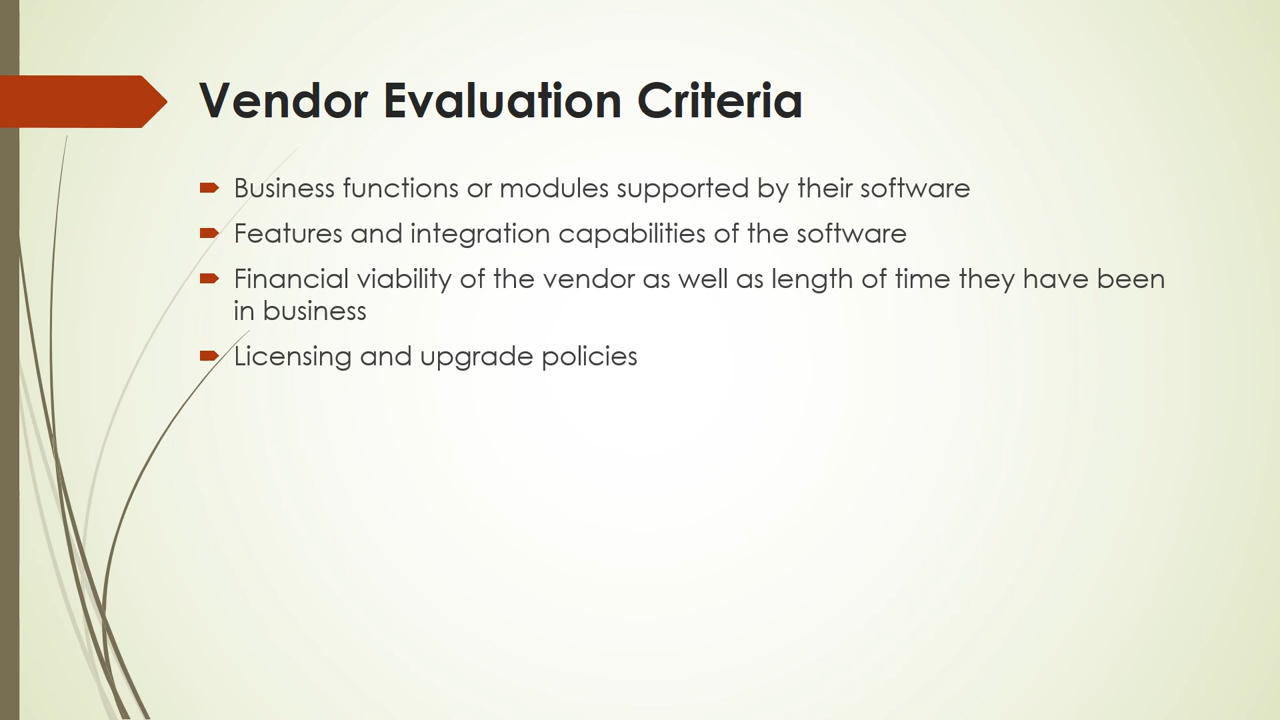 Vendor Evaluation Criteria
Business functions or modules supported by their software
Features and integration capabilities of the software
Financial viability of the vendor as well as length of time they have been
in business
Licensing and upgrade policies